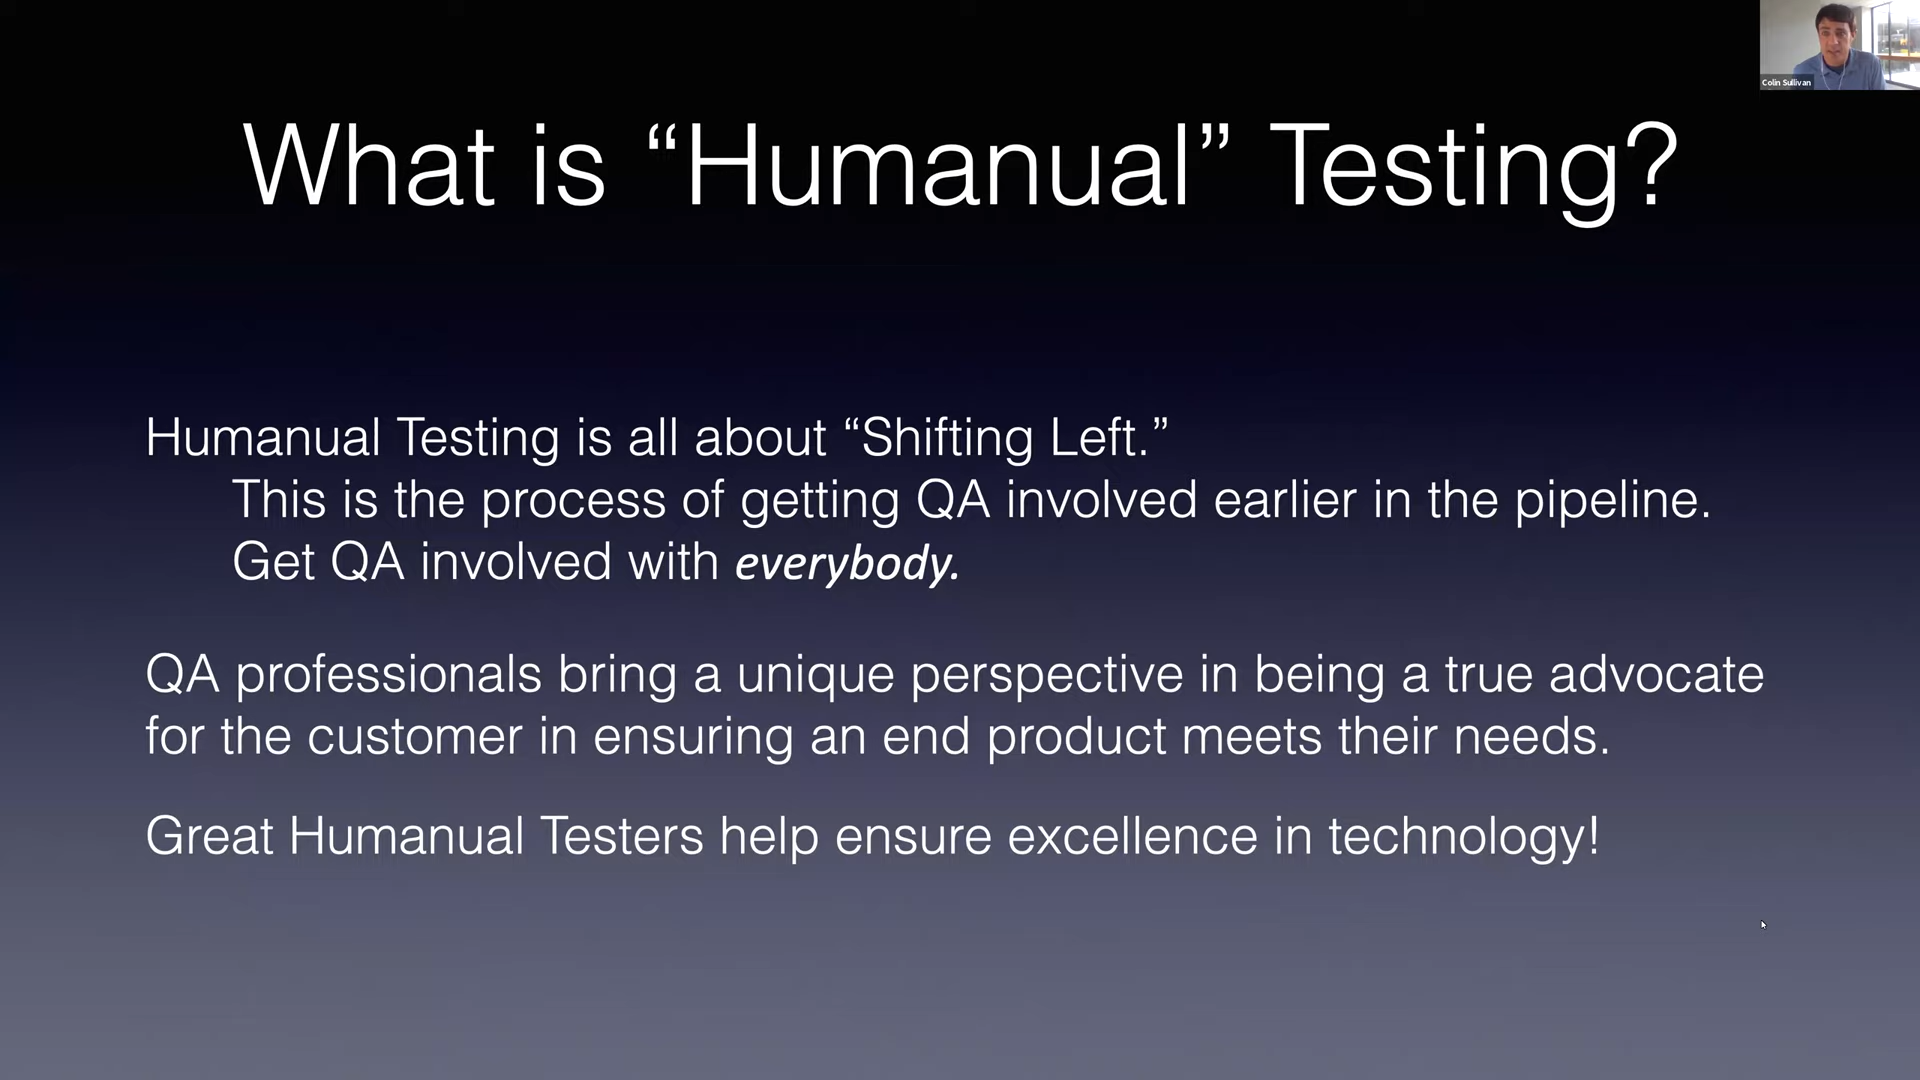 Colin Sullivan
What is “Humanual” Testing?
Humanual Testing is all about “Shifting Left.”
This is the process of getting QA involved earlier in the pipeline.
Get QA involved with everybody.
QA professionals bring a unique perspective in being a true advocate
for the customer in ensuring an end product meets their needs.
Great Humanual Testers help ensure excellence in technology!